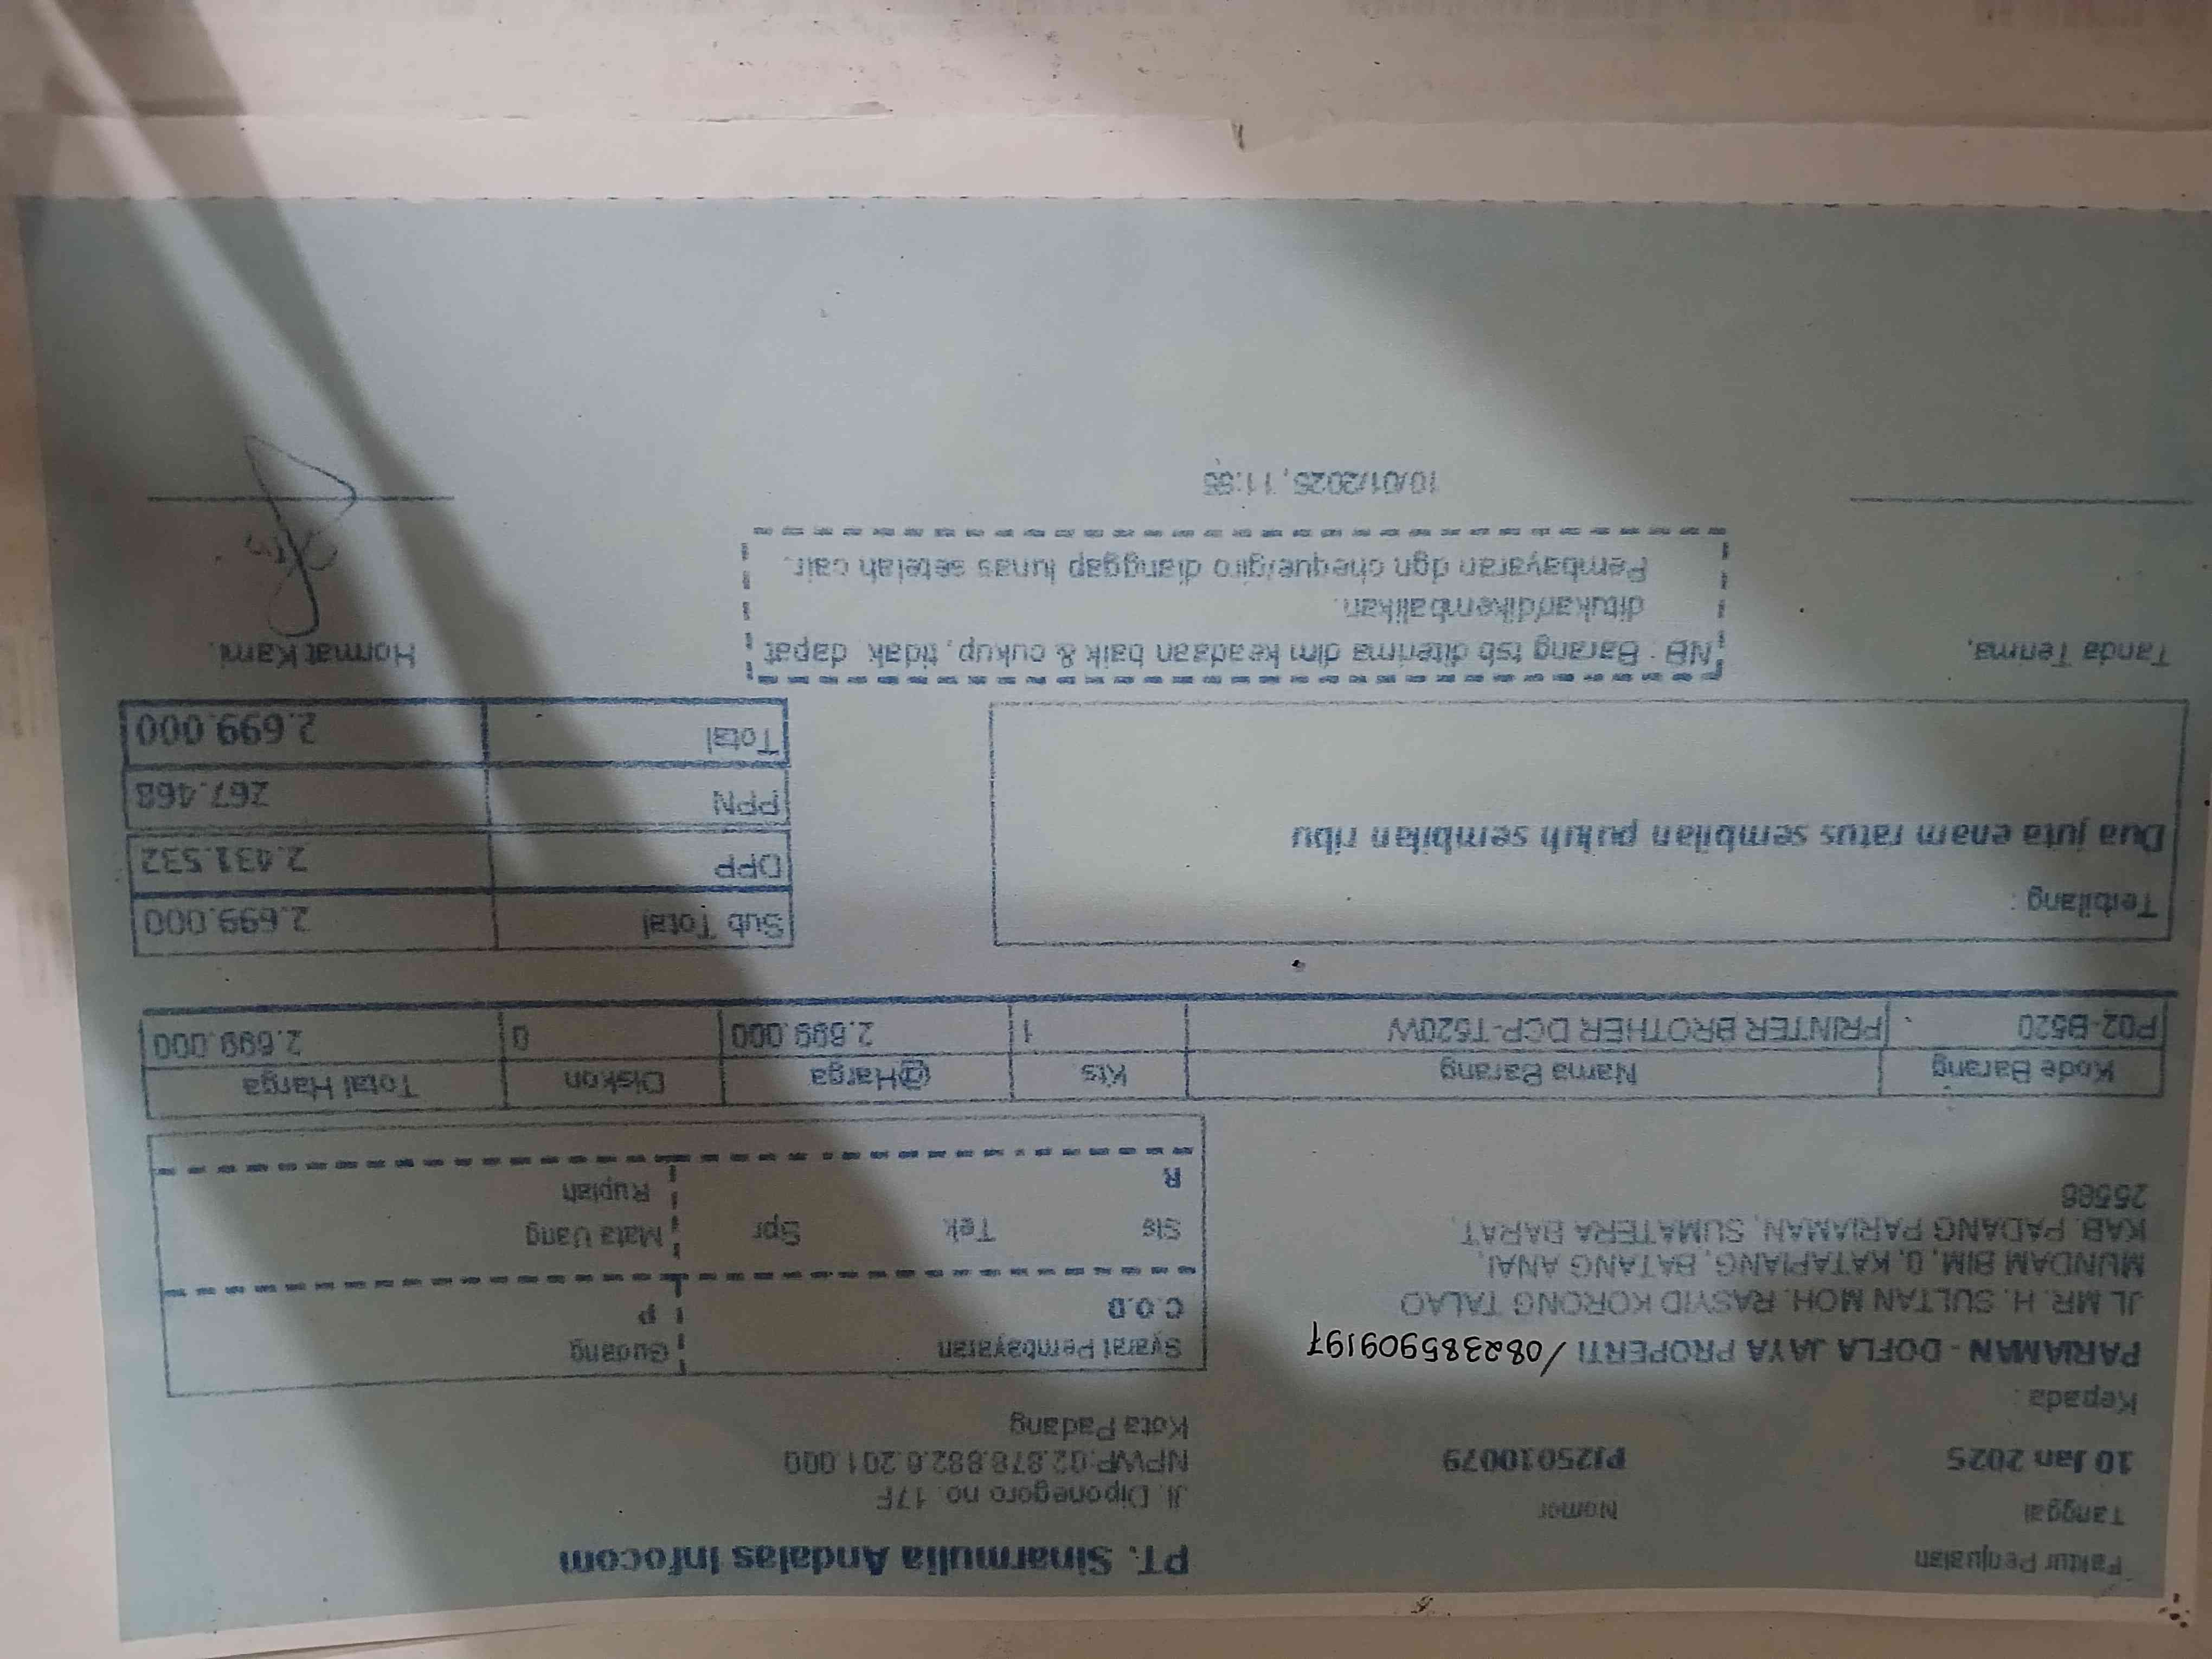 Faktur Penjualan
PT. Sinarmulia Andalas Infocom
Tanggal
Nomor
Jl. Diponegoro no. 17F
10 Jan 2025
PJ25010079
NPWP:02.878.882.6.201.000
Kota Padang
Kepada :
PARIAMAN - DOFLA JAYA PROPERTI /082385909197
JL MR. H. SULTAN MOH. RASYID KORONG TALAO
MUNDAM BIM, 0, KATAPIANG, BATANG ANAI,
KAB. PADANG PARIAMAN, SUMATERA BARAT,
Syarat Pembayaran
Gudang
C.O.D
P
Sls Tek Spr
Mata Uang
R
Rupiah
Kode Barang Nama Barang Kts @Harga Diskon Total Harga
P02-B520 PRINTER BROTHER DCP-T520W 1 2.699.000 0 2.699.000
Terbilang :
Dua juta enam ratus sembilan puluh sembilan ribu
Sub Total 2.699.000
DPP 2.431.532
PPN 267.468
Total 2.699.000
Tanda Terima,
NB : Barang tsb diterima dlm keadaan baik & cukup, tidak dapat
ditukar/dikembalikan.
Pembayaran dgn cheque/giro dianggap lunas setelah cair.
Hormat Kami,
10/01/2025, 11:55